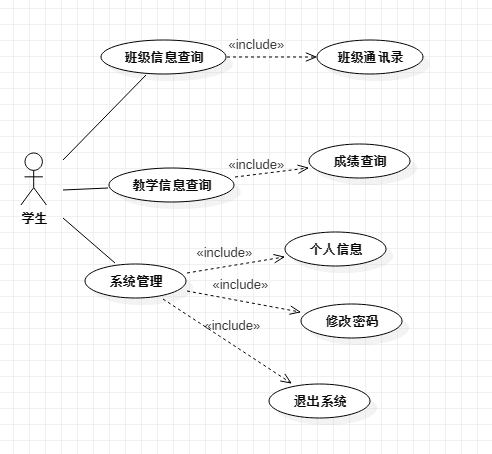 «include»
班级信息查询
班级通讯录
«include»
成绩查询
教学信息查询
学生
«include»
个人信息
系统管理
«include»
修改密码
«include»
退出系统